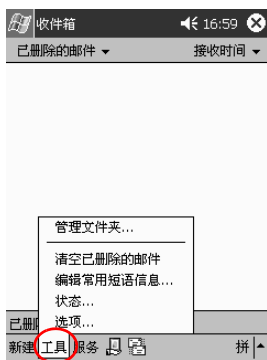 收件箱 16:59
已删除的邮件 接收时间
管理文件夹...
清空已删除的邮件
编辑常用短语信息...
状态...
选项...
已删
新建 工具 服务 拼